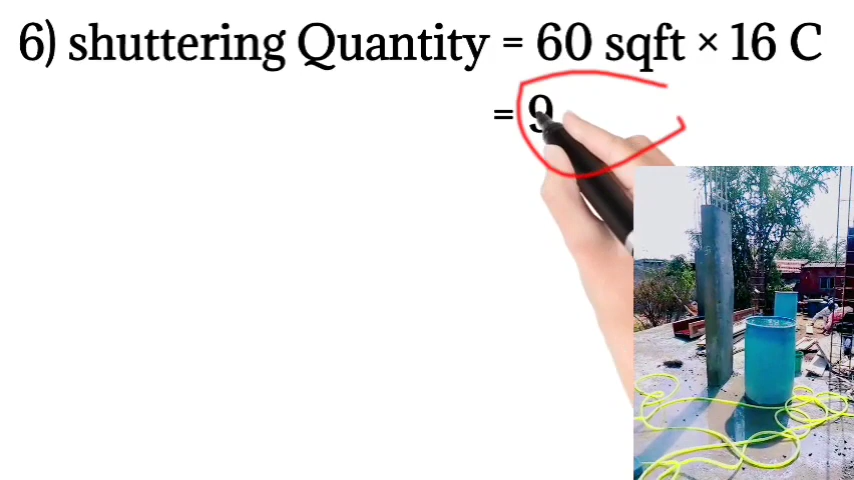 6) shuttering Quantity = 60 sqft × 16 C
= 9